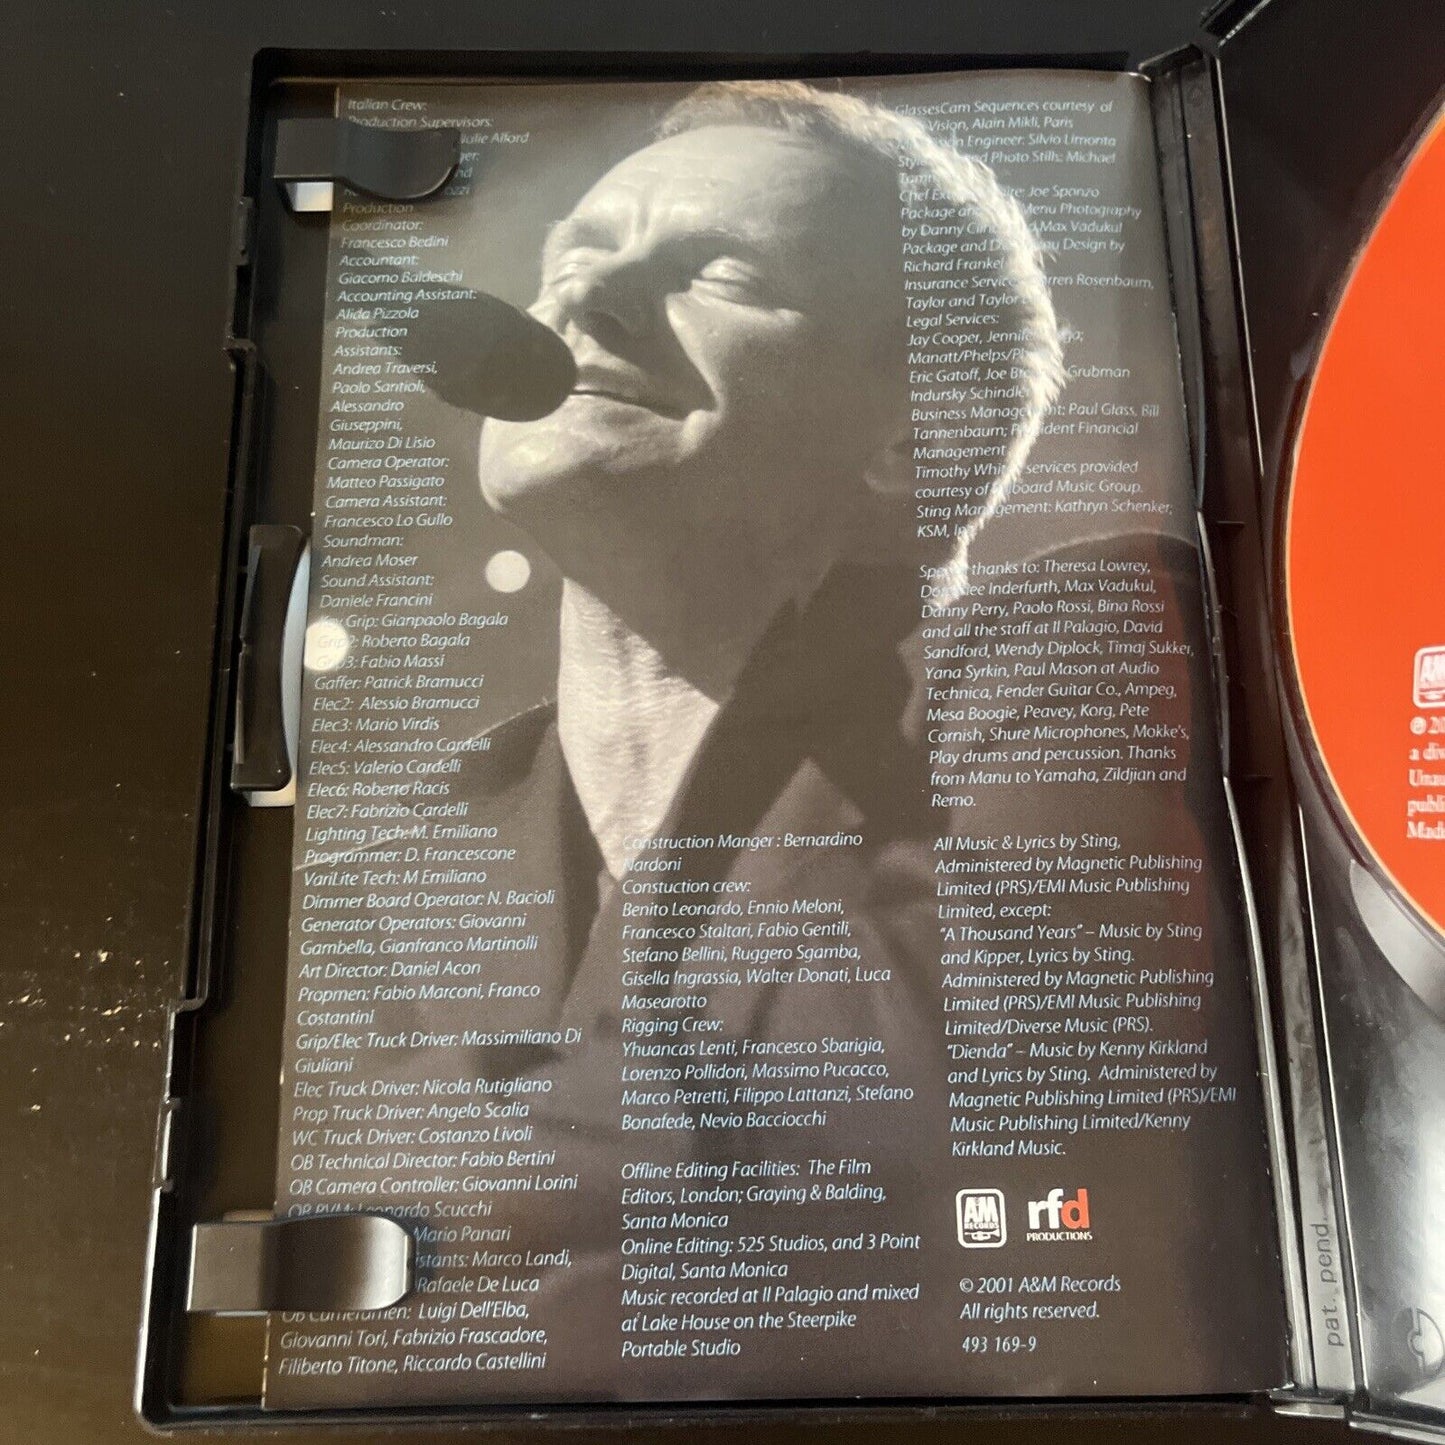 Italian Crew:
Production Supervisors:
Julie Allard
Production
Coordinator:
Francesco Bedini
Accountant:
Giacomo Baldeschi
Accounting Assistant:
Alida Pizzola
Production
Assistants:
Andrea Traversi,
Paolo Santioli,
Alessandro
Giuseppini,
Maurizo Di Lisio
Camera Operator:
Matteo Passigato
Camera Assistant:
Francesco Lo Gullo
Soundman:
Andrea Moser
Sound Assistant:
Daniele Francini
Key Grip: Gianpaolo Bagala
Grip2: Roberto Bagala
Grip3: Fabio Massi
Gaffer: Patrick Bramucci
Elec2: Alessio Bramucci
Elec3: Mario Virdis
Elec4: Alessandro Cardelli
Elec5: Valerio Cardelli
Elec6: Roberto Racis
Elec7: Fabrizio Cardelli
Lighting Tech: M. Emiliano
Programmer: D. Francescone
VariLite Tech: M Emiliano
Dimmer Board Operator: N. Bacioli
Generator Operators: Giovanni
Gambella, Gianfranco Martinolli
Art Director: Daniel Acon
Propmen: Fabio Marconi, Franco
Costantini
Grip/Elec Truck Driver: Massimiliano Di
Giuliani
Elec Truck Driver: Nicola Rutigliano
Prop Truck Driver: Angelo Scalia
WC Truck Driver: Costanzo Livoli
OB Technical Director: Fabio Bertini
OB Camera Controller: Giovanni Lorini
OB RVM: Leonardo Scucchi
Mario Panari
Marco Landi,
Rafaele De Luca
OB Cameramen: Luigi Dell'Elba,
Giovanni Tori, Fabrizio Frascadore,
Filiberto Titone, Riccardo Castellini
Construction Manger : Bernardino
Nardoni
Constuction crew:
Benito Leonardo, Ennio Meloni,
Francesco Staltari, Fabio Gentili,
Stefano Bellini, Ruggero Sgamba,
Gisella Ingrassia, Walter Donati, Luca
Masearotto
Rigging Crew:
Yhuancas Lenti, Francesco Sbarigia,
Lorenzo Pollidori, Massimo Pucacco,
Marco Petretti, Filippo Lattanzi, Stefano
Bonafede, Nevio Bacciocchi
Offline Editing Facilities: The Film
Editors, London; Graying & Balding,
Santa Monica
Online Editing: 525 Studios, and 3 Point
Digital, Santa Monica
Music recorded at Il Palagio and mixed
at Lake House on the Steerpike
Portable Studio
GlassesCam Sequences courtesy of
Vision, Alain Mikli, Paris
Engineer: Silvio Limonta
and Photo Stills: Michael
Chef Joe Sponzo
Package and Menu Photography
by Danny and Max Vadukul
Package and Design by
Richard Frankel
Insurance Rosenbaum,
Taylor and Taylor
Legal Services:
Jay Cooper,
Manatt/Phelps/
Eric Gatoff, Joe Grubman
Indursky Schindler
Business Management: Paul Glass, Bill
Tannenbaum; Financial
Management
Timothy services provided
courtesy of Music Group.
Sting Management: Kathryn Schenker,
KSM,
Special thanks to: Theresa Lowrey,
Inderfurth, Max Vadukul,
Danny Perry, Paolo Rossi, Bina Rossi
and all the staff at Il Palagio, David
Sandford, Wendy Diplock, Timaj Sukker,
Yana Syrkin, Paul Mason at Audio
Technica, Fender Guitar Co., Ampeg,
Mesa Boogie, Peavey, Korg, Pete
Cornish, Shure Microphones, Mokke's,
Play drums and percussion. Thanks
from Manu to Yamaha, Zildjian and
Remo.
All Music & Lyrics by Sting,
Administered by Magnetic Publishing
Limited (PRS)/EMI Music Publishing
Limited, except:
"A Thousand Years" – Music by Sting
and Kipper, Lyrics by Sting.
Administered by Magnetic Publishing
Limited (PRS)/EMI Music Publishing
Limited/Diverse Music (PRS).
"Dienda" – Music by Kenny Kirkland
and Lyrics by Sting. Administered by
Magnetic Publishing Limited (PRS)/EMI
Music Publishing Limited/Kenny
Kirkland Music.
AM RECORDS
rfd PRODUCTIONS
© 2001 A&M Records
All rights reserved.
493 169-9
pat. pend.
AM
℗ 20
a div
Unau
publi
Mad